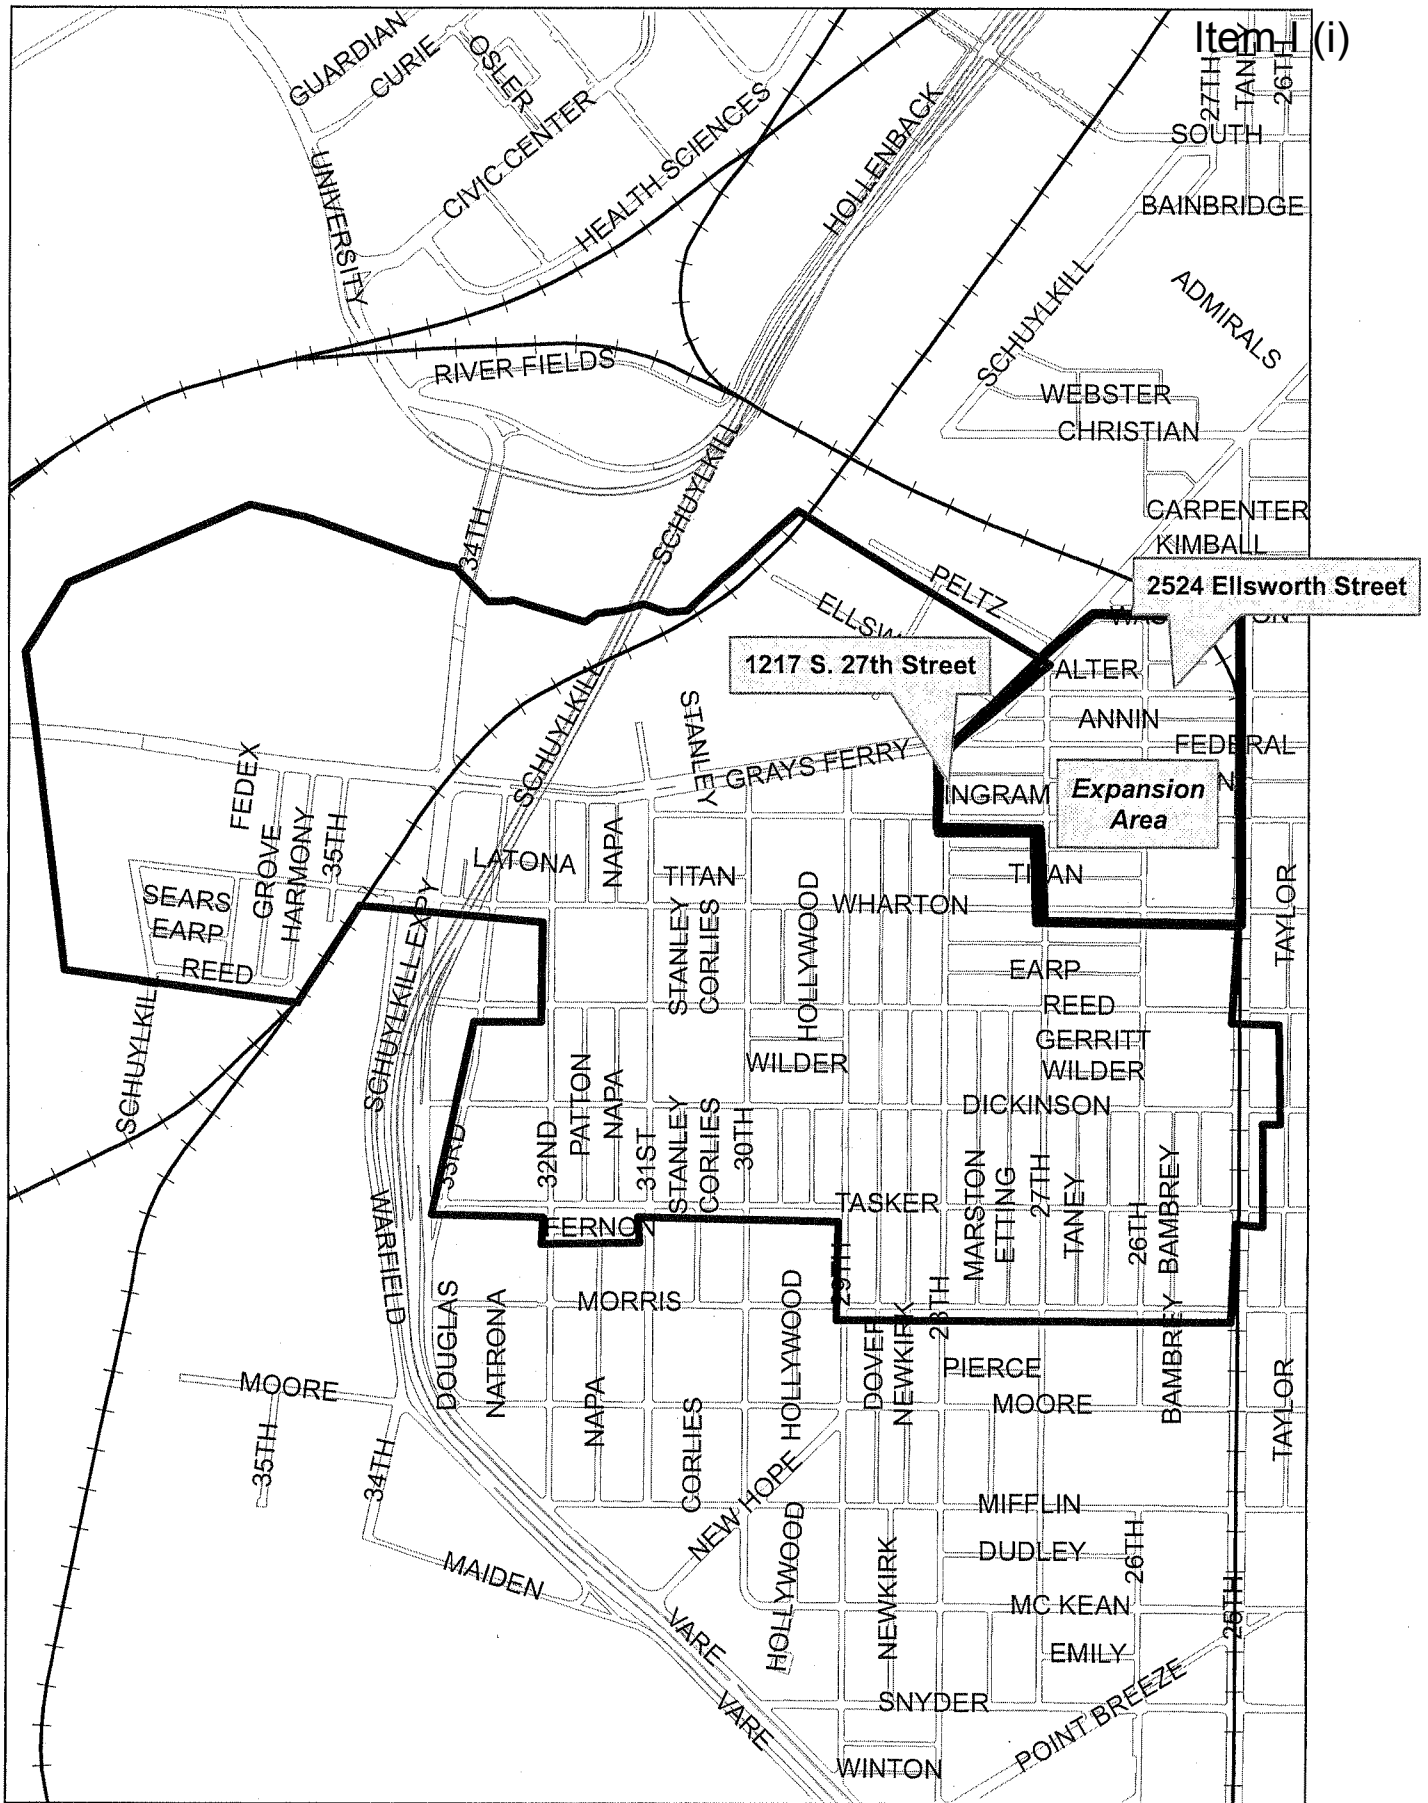 Item I (i)
GUARDIAN
CURIE
OSLER
CIVIC CENTER
HEALTH SCIENCES
UNIVERSITY
HOLLENBACK
27TH
26TH
SOUTH
BAINBRIDGE
SCHUYLKILL
ADMIRALS
WEBSTER
CHRISTIAN
RIVER FIELDS
SCHUYLKILL
34TH
CARPENTER
KIMBALL
PELTZ
2524 Ellsworth Street
1217 S. 27th Street
ALTER
ANNIN
FEDERAL
STANLEY
GRAYS FERRY
SCHUYLKILL
INGRAM
Expansion
Area
FEDEX
GROVE
HARMONY
35TH
LATONA
NAPA
TITAN
TITAN
HOLLYWOOD
WHARTON
TAYLOR
SEARS
EARP
REED
STANLEY
CORLIES
EARP
REED
GERRITT
WILDER
WILDER
DICKINSON
SCHUYLKILL EXPY
33RD
32ND
PATTON
NAPA
31ST
STANLEY
CORLIES
30TH
TASKER
MARSTON
ETTING
27TH
TANEY
26TH
BAMBREY
FERNON
29TH
28TH
WARFIELD
DOUGLAS
NATRONA
MORRIS
HOLLYWOOD
DOVER
NEWKIRK
BAMBREY
PIERCE
MOORE
MOORE
35TH
34TH
NAPA
CORLIES
TAYLOR
NEW HOPE
HOLLYWOOD
NEWKIRK
MIFFLIN
DUDLEY
26TH
MC KEAN
EMILY
MAIDEN
VARE
VARE
SNYDER
POINT BREEZE
WINTON